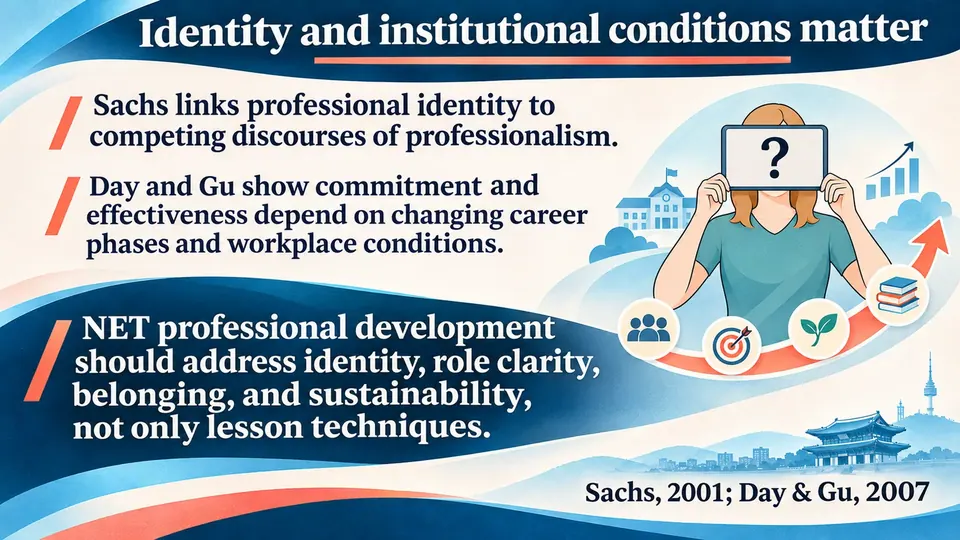 Identity and institutional conditions matter
Sachs links professional identity to
competing discourses of professionalism.
Day and Gu show commitment and
effectiveness depend on changing career
phases and workplace conditions.
?
NET professional development
should address identity, role clarity,
belonging, and sustainability,
not only lesson techniques.
Sachs, 2001; Day & Gu, 2007